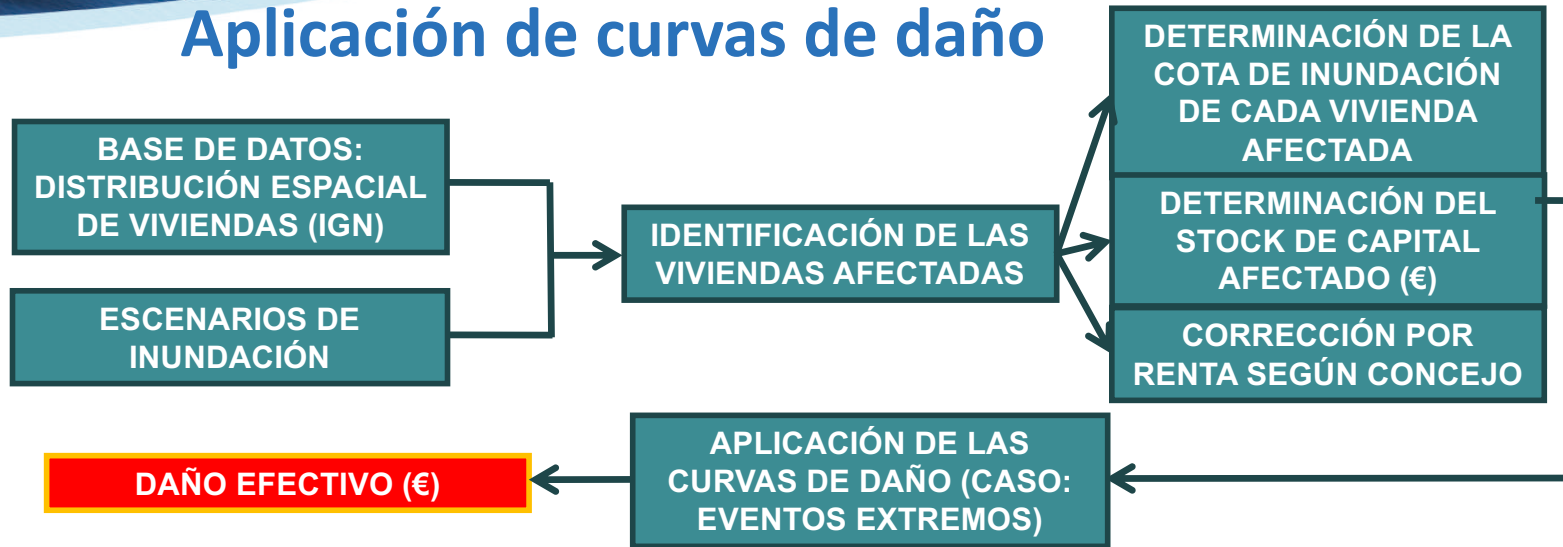 Aplicación de curvas de daño
BASE DE DATOS:
DISTRIBUCIÓN ESPACIAL
DE VIVIENDAS (IGN)
ESCENARIOS DE
INUNDACIÓN
IDENTIFICACIÓN DE LAS
VIVIENDAS AFECTADAS
DETERMINACIÓN DE LA
COTA DE INUNDACIÓN
DE CADA VIVIENDA
AFECTADA
DETERMINACIÓN DEL
STOCK DE CAPITAL
AFECTADO (€)
CORRECCIÓN POR
RENTA SEGÚN CONCEJO
APLICACIÓN DE LAS
CURVAS DE DAÑO (CASO:
EVENTOS EXTREMOS)
DAÑO EFECTIVO (€)